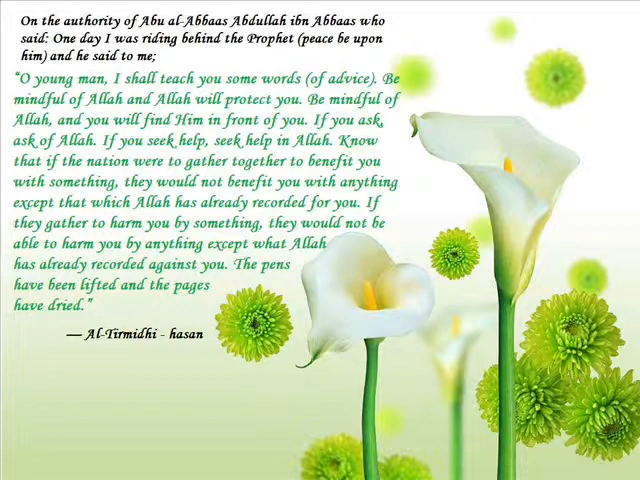 On the authority of Abu al-Abbaas Abdullah ibn Abbaas who
said: One day I was riding behind the Prophet (peace be upon
him) and he said to me;
“O young man, I shall teach you some words (of advice). Be
mindful of Allah and Allah will protect you. Be mindful of
Allah, and you will find Him in front of you. If you ask,
ask of Allah. If you seek help, seek help in Allah. Know
that if the nation were to gather together to benefit you
with something, they would not benefit you with anything
except that which Allah has already recorded for you. If
they gather to harm you by something, they would not be
able to harm you by anything except what Allah
has already recorded against you. The pens
have been lifted and the pages
have dried.”
— Al-Tirmidhi - hasan